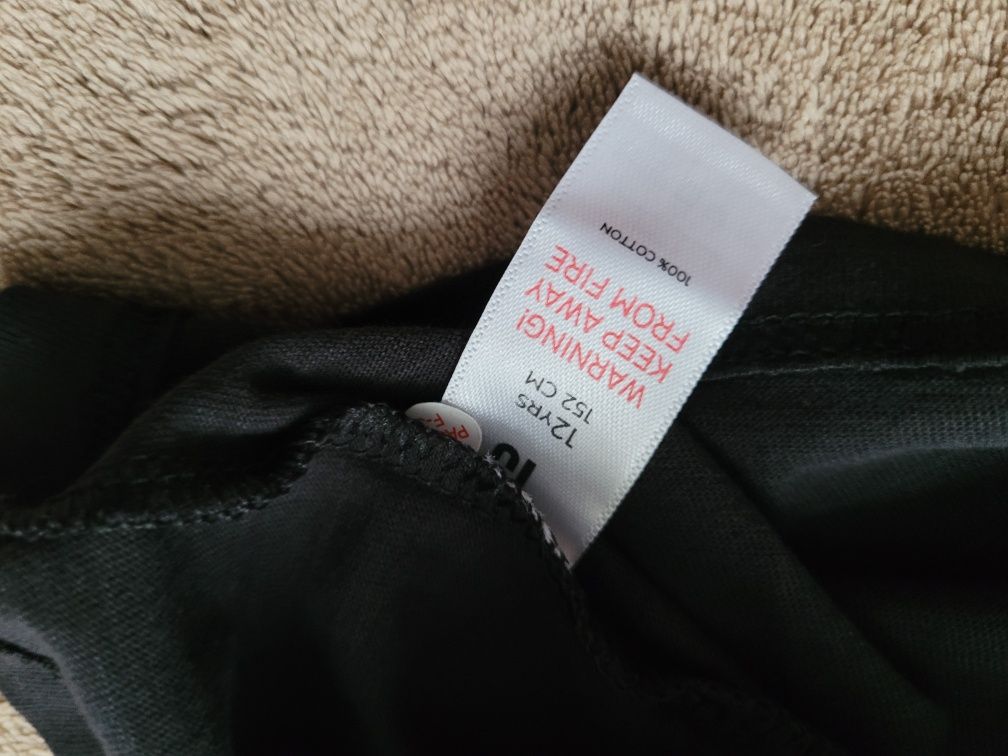 12YRS
152 CM
WARNING!
KEEP AWAY
FROM FIRE
100% COTTON